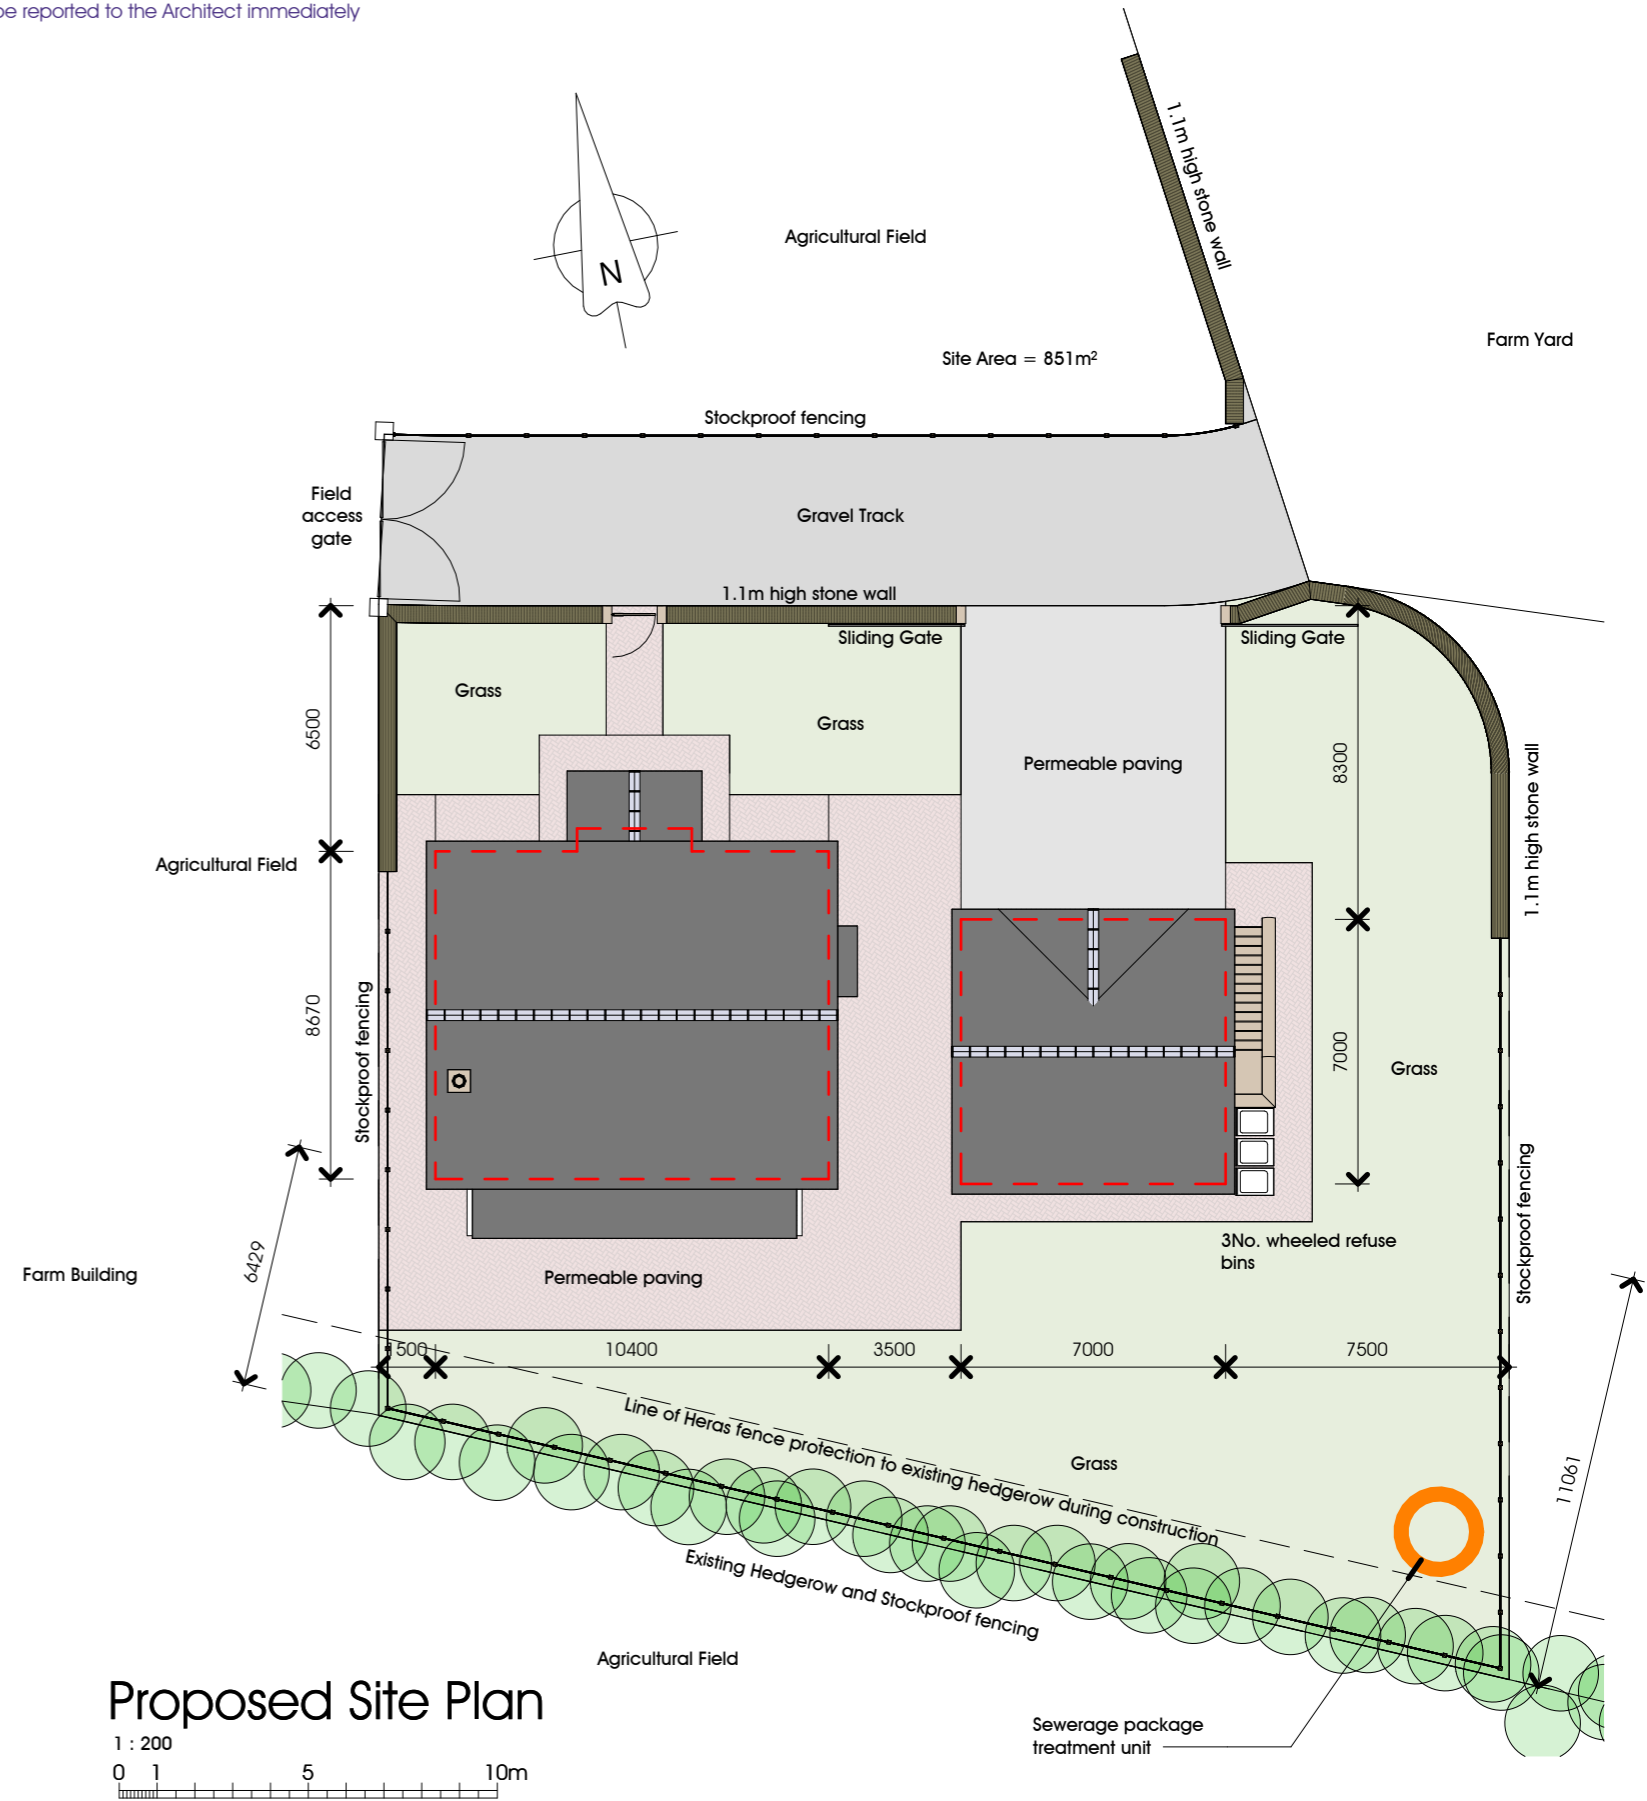 be reported to the Architect immediately
1.1m high stone wall
Agricultural Field
N
Farm Yard
Site Area = 851m²
Stockproof fencing
Field
access
gate
Gravel Track
1.1m high stone wall
Sliding Gate
Sliding Gate
Grass
Grass
6500
Permeable paving
8300
1.1m high stone wall
Agricultural Field
8670
Stockproof fencing
7000
Grass
Stockproof fencing
3No. wheeled refuse
bins
6429
Farm Building
Permeable paving
500
10400
3500
7000
7500
Line of Heras fence protection to existing hedgerow during construction
Grass
11061
Existing Hedgerow and Stockproof fencing
Agricultural Field
Proposed Site Plan
1 : 200
0 1 5 10m
Sewerage package
treatment unit